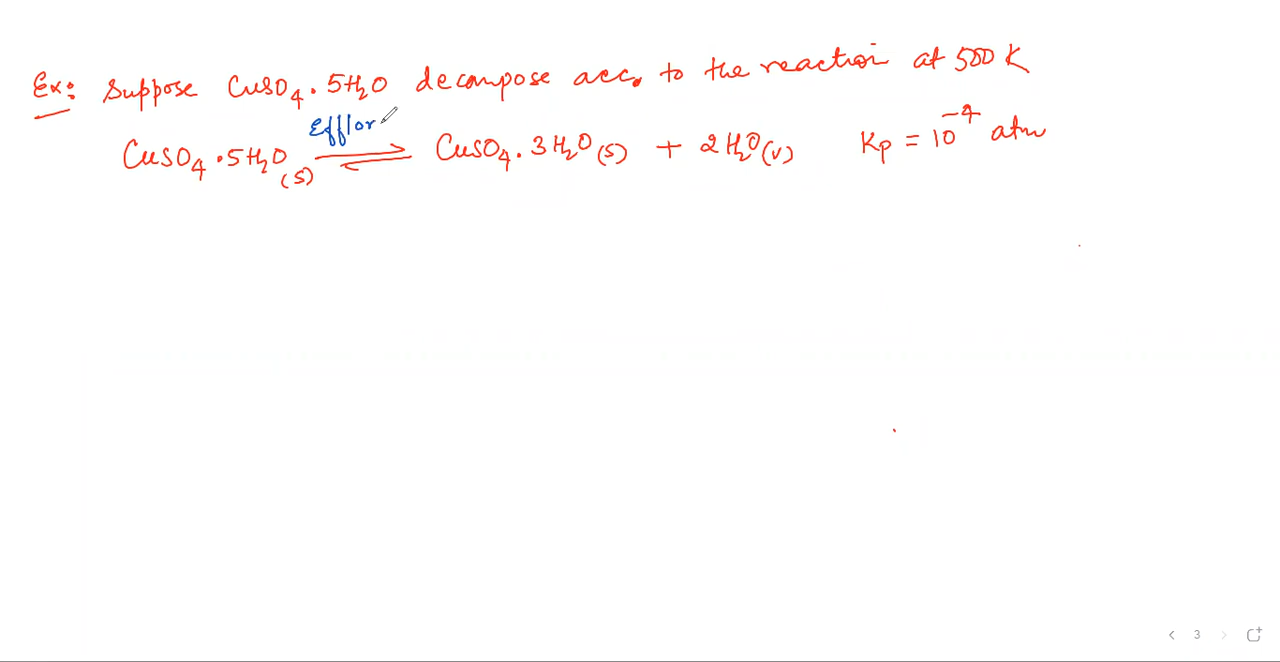 Ex: Suppose CuSO₄.5H₂O decompose acc. to the reaction at 500 K
Efflor
CuSO₄.5H₂O(s) ⇌ CuSO₄.3H₂O(s) + 2H₂O(v) Kp = 10⁻⁴ atm
3